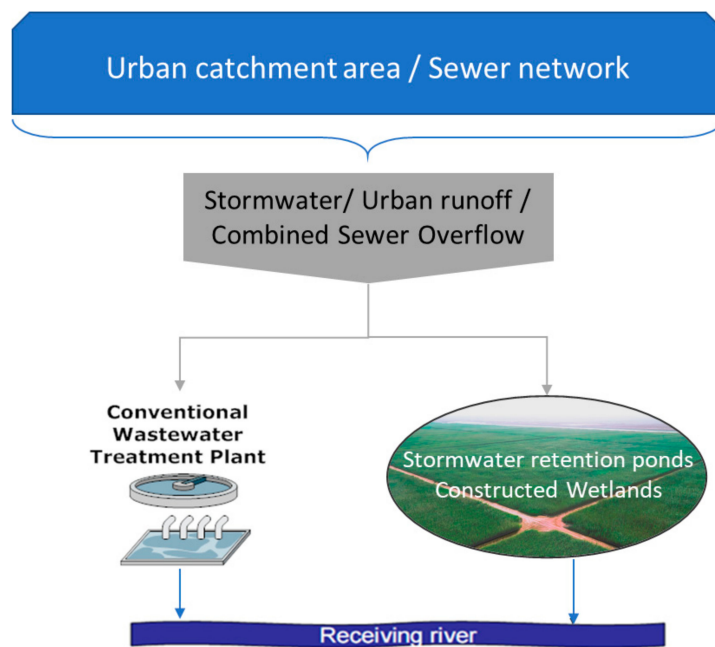 Urban catchment area / Sewer network
Stormwater/ Urban runoff /
Combined Sewer Overflow
Conventional
Wastewater
Treatment Plant
Stormwater retention ponds
Constructed Wetlands
Receiving river